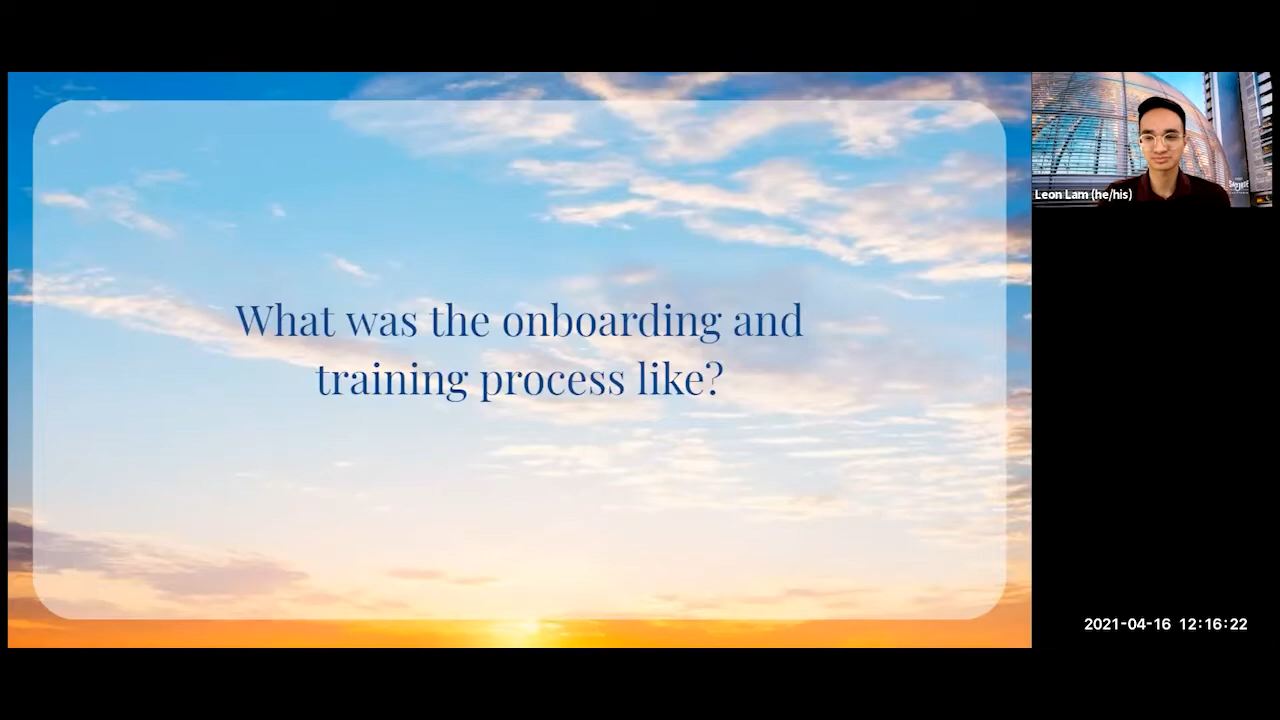 What was the onboarding and
training process like?
Leon Lam (he/his)
2021-04-16 12:16:22